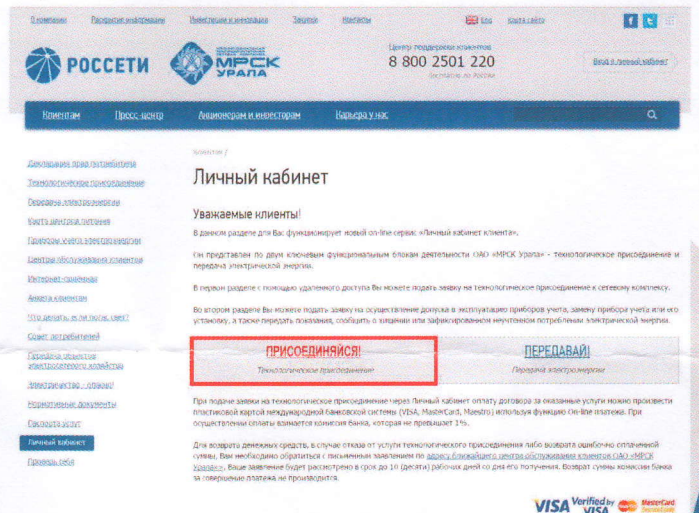 О компании Раскрытие информации Инвестиции и инновации Закупки Контакты Eng Карта сайта
РОССЕТИ
МРСК
УРАЛА
Центр поддержки клиентов
8 800 2501 220
бесплатно по России
Вход в личный кабинет
Клиентам Пресс-центр Акционерам и инвесторам Карьера у нас
Декларация прав потребителя
Технологическое присоединение
Передача электроэнергии
Карта центров питания
Приборы учета электроэнергии
Центры обслуживания клиентов
Интернет-приемная
Анкета клиентам
Что делать, если погас свет?
Совет потребителей
Передача объектов
электросетевого хозяйства
Электричество - опасно!
Нормативные документы
Паспорта услуг
Личный кабинет
Проверь себя
Клиентам /
Личный кабинет
Уважаемые клиенты!
В данном разделе для Вас функционирует новый on-line сервис «Личный кабинет клиента».
Он представлен по двум ключевым функциональным блокам деятельности ОАО «МРСК Урала» - технологическое присоединение и
передача электрической энергии.
В первом разделе с помощью удаленного доступа Вы можете подать заявку на технологическое присоединение к сетевому комплексу.
Во втором разделе Вы можете подать заявку на осуществление допуска в эксплуатацию приборов учета, замену прибора учета или его
установку, а также передать показания, сообщить о хищении или зафиксированном неучтенном потреблении электрической энергии.
ПРИСОЕДИНЯЙСЯ!
Технологическое присоединение
ПЕРЕДАВАЙ!
Передача электроэнергии
При подаче заявки на технологическое присоединение через Личный кабинет оплату договора за оказанные услуги можно произвести
пластиковой картой международной банковской системы (VISA, MasterCard, Maestro) используя функцию On-line платежа. При
осуществлении оплаты взимается комиссия банка, которая не превышает 1%.
Для возврата денежных средств, в случае отказа от услуги технологического присоединения либо возврата ошибочно оплаченной
суммы, Вам необходимо обратиться с письменным заявлением по адресу ближайшего центра обслуживания клиентов ОАО «МРСК
Урала». Ваше заявление будет рассмотрено в срок до 10 (десяти) рабочих дней со дня его получения. Возврат суммы комиссии банка
за совершение платежа не производится.
VISA Verified by VISA MasterCard